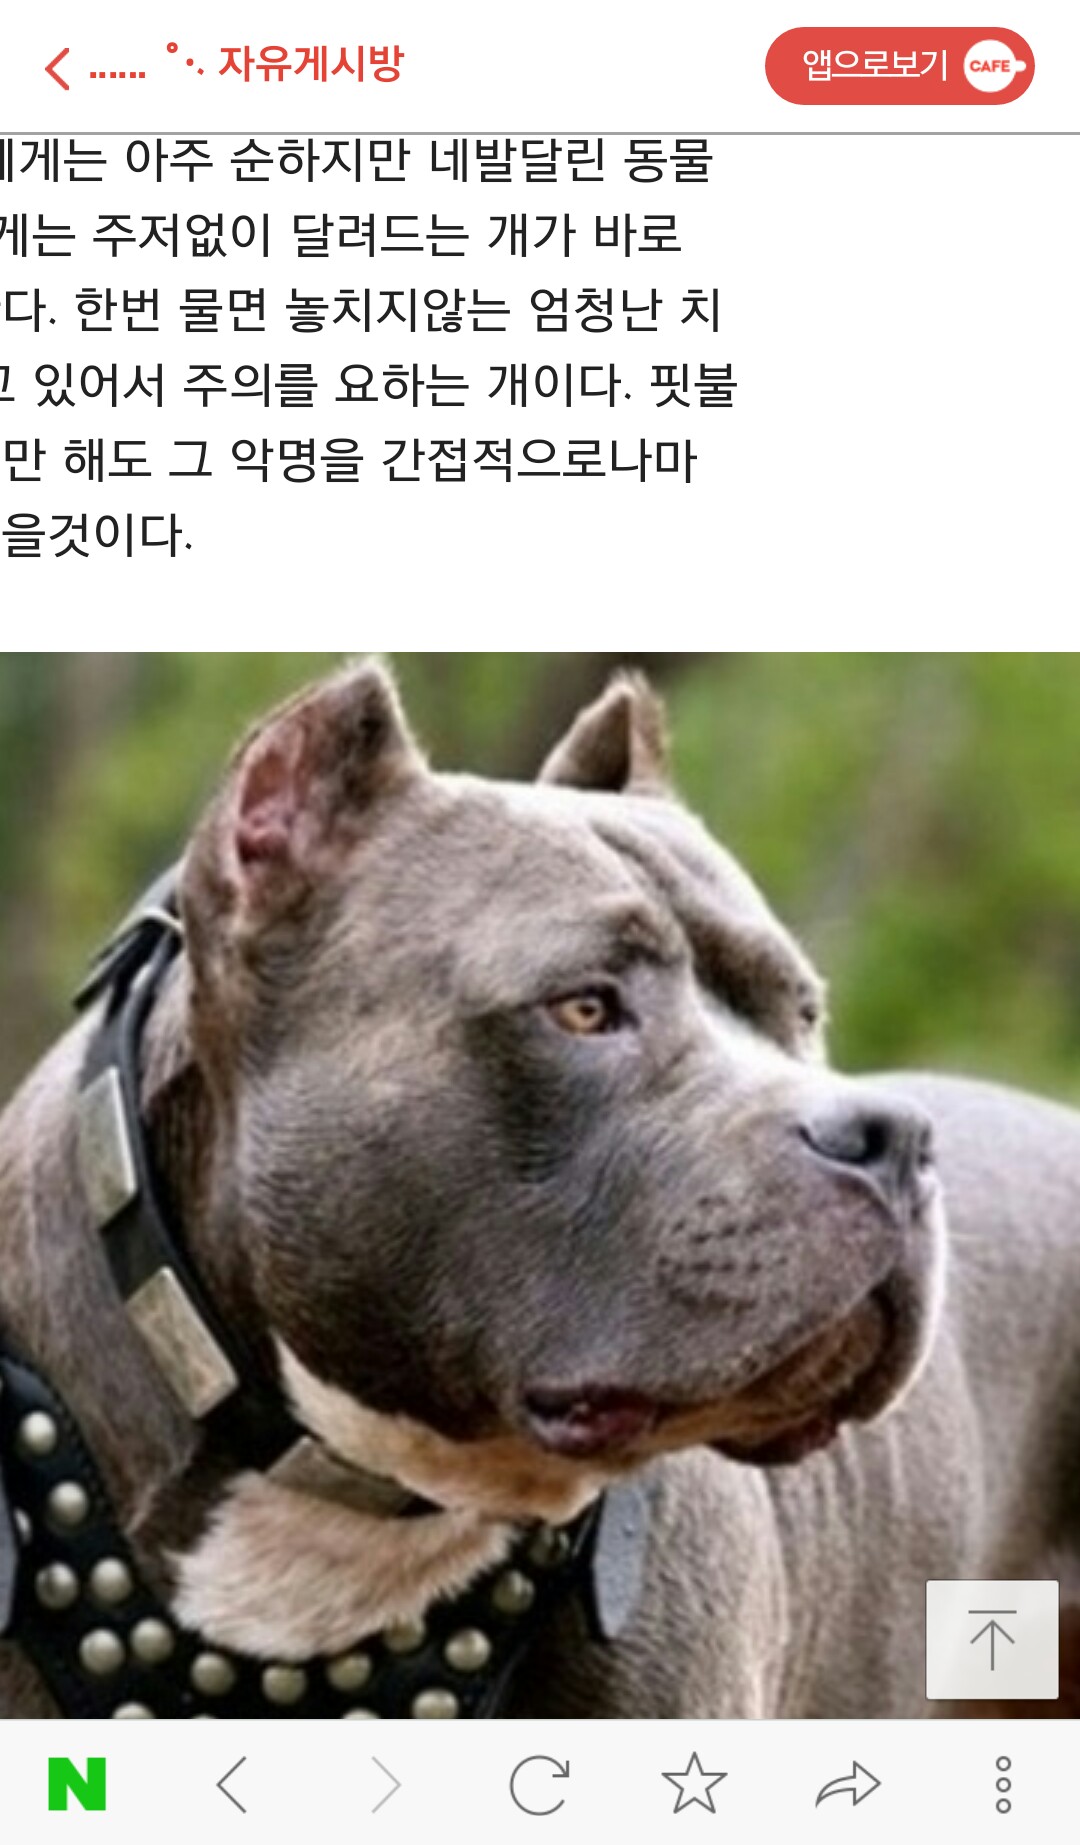 ...... ˚·. 자유게시방
앱으로보기 CAFE
에게는 아주 순하지만 네발달린 동물
게는 주저없이 달려드는 개가 바로
다. 한번 물면 놓치지않는 엄청난 치
고 있어서 주의를 요하는 개이다. 핏불
만 해도 그 악명을 간접적으로나마
을것이다.
N